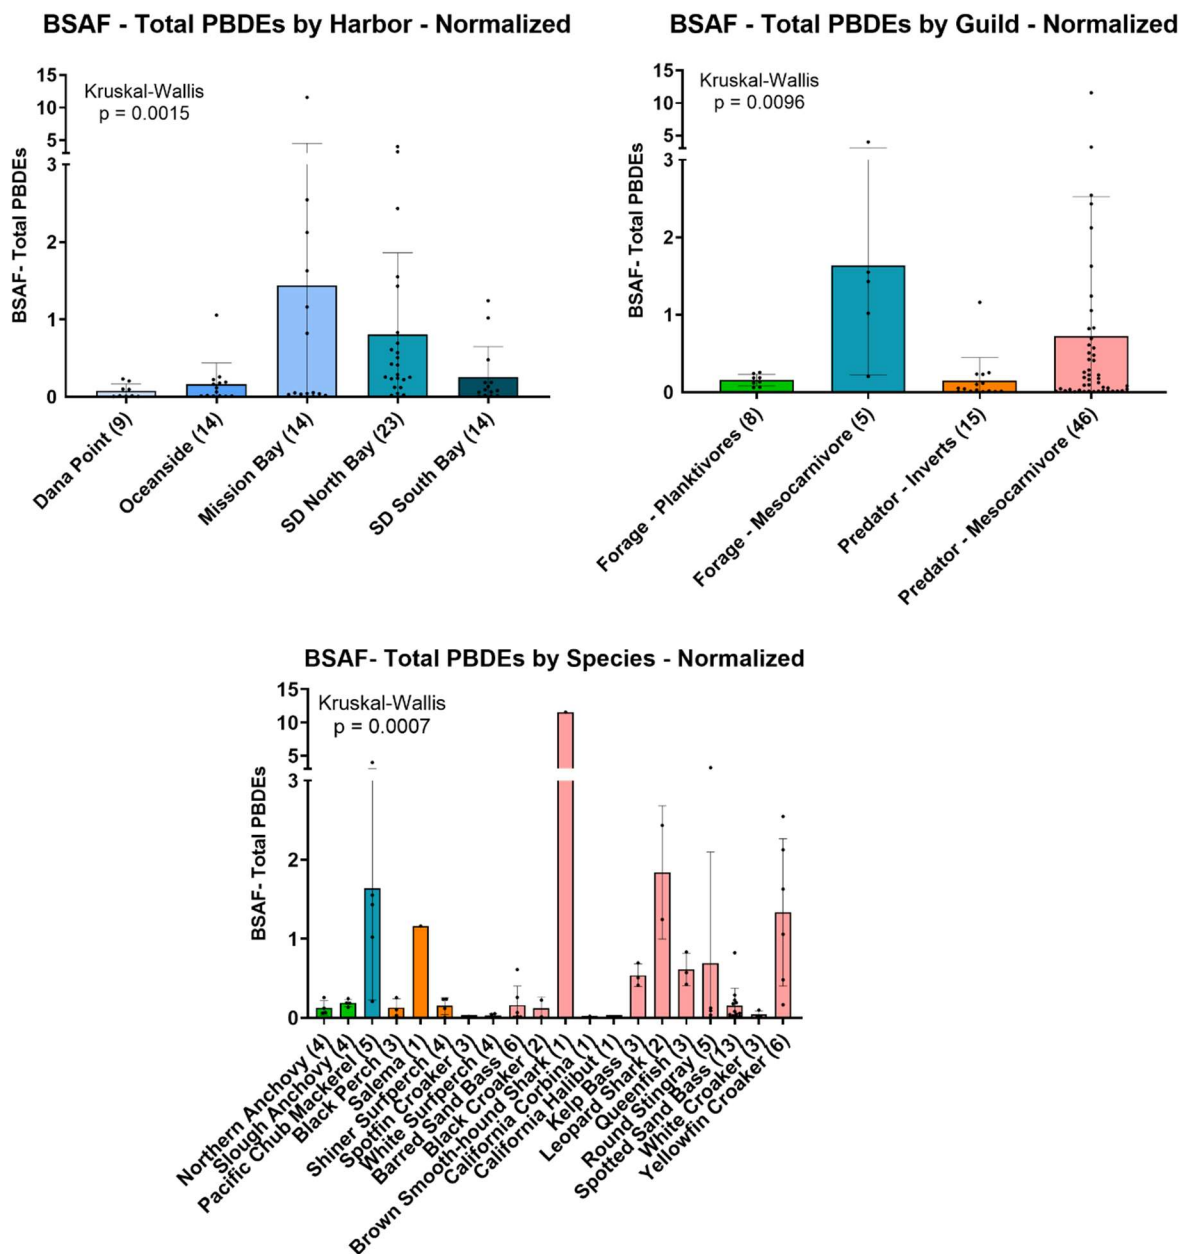 BSAF - Total PBDEs by Harbor - Normalized
Kruskal-Wallis
p = 0.0015
BSAF- Total PBDEs
15
10
5
3
2
1
0
Dana Point (9)
Oceanside (14)
Mission Bay (14)
SD North Bay (23)
SD South Bay (14)
BSAF - Total PBDEs by Guild - Normalized
Kruskal-Wallis
p = 0.0096
BSAF- Total PBDEs
15
10
5
3
2
1
0
Forage - Planktivores (8)
Forage - Mesocarnivore (5)
Predator - Inverts (15)
Predator - Mesocarnivore (46)
BSAF- Total PBDEs by Species - Normalized
Kruskal-Wallis
p = 0.0007
BSAF- Total PBDEs
15
10
5
3
2
1
0
Northern Anchovy (4)
Slough Anchovy (4)
Pacific Chub Mackerel (5)
Black Perch (3)
Salema (1)
Shiner Surfperch (4)
Spotfin Croaker (3)
White Surfperch (4)
Barred Sand Bass (6)
Black Croaker (2)
Brown Smooth-hound Shark (1)
California Corbina (1)
California Halibut (1)
Kelp Bass (3)
Leopard Shark (2)
Queenfish (3)
Round Stingray (5)
Spotted Sand Bass (13)
White Croaker (3)
Yellowfin Croaker (6)